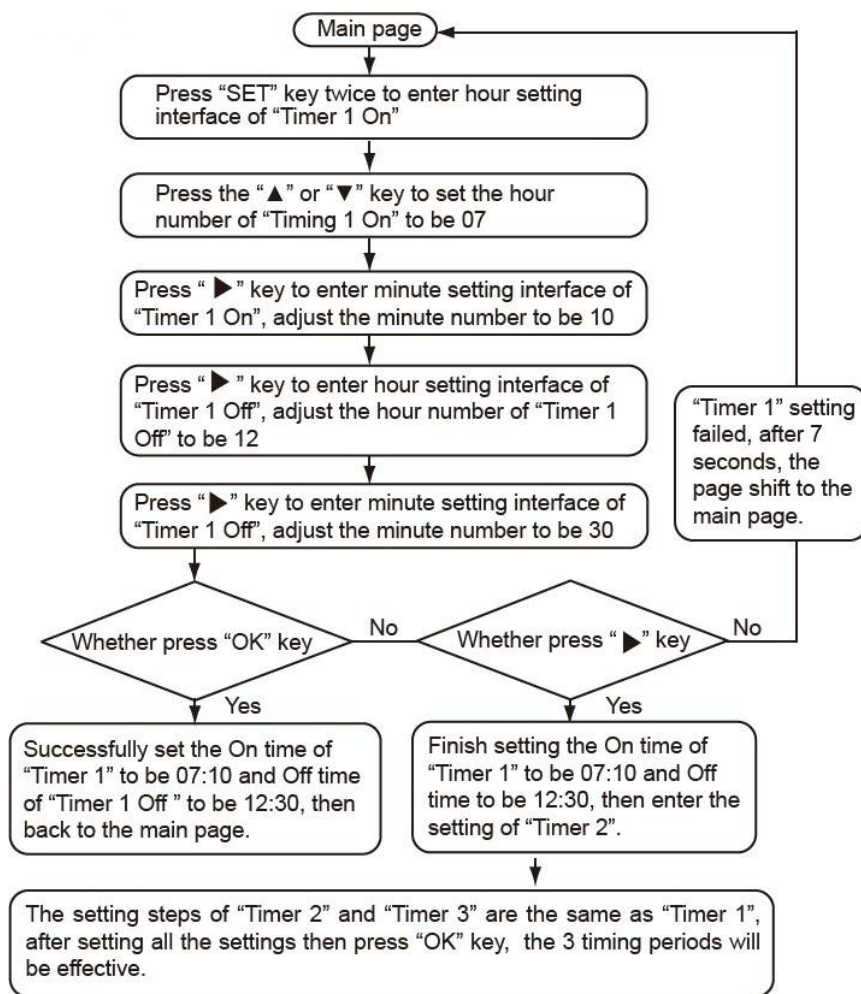 Main page
Press “SET” key twice to enter hour setting
interface of “Timer 1 On”
Press the “▲” or “▼” key to set the hour
number of “Timing 1 On” to be 07
Press “ ▶ ” key to enter minute setting interface of
“Timer 1 On”, adjust the minute number to be 10
Press “ ▶ ” key to enter hour setting interface of
“Timer 1 Off”, adjust the hour number of “Timer 1
Off” to be 12
Press “▶” key to enter minute setting interface of
“Timer 1 Off”, adjust the minute number to be 30
“Timer 1” setting
failed, after 7
seconds, the
page shift to the
main page.
Whether press “OK” key
No
Whether press “ ▶” key
No
Yes
Yes
Successfully set the On time of
“Timer 1” to be 07:10 and Off time
of “Timer 1 Off ” to be 12:30, then
back to the main page.
Finish setting the On time of
“Timer 1” to be 07:10 and Off
time to be 12:30, then enter the
setting of “Timer 2”.
The setting steps of “Timer 2” and “Timer 3” are the same as “Timer 1”,
after setting all the settings then press “OK” key, the 3 timing periods will
be effective.